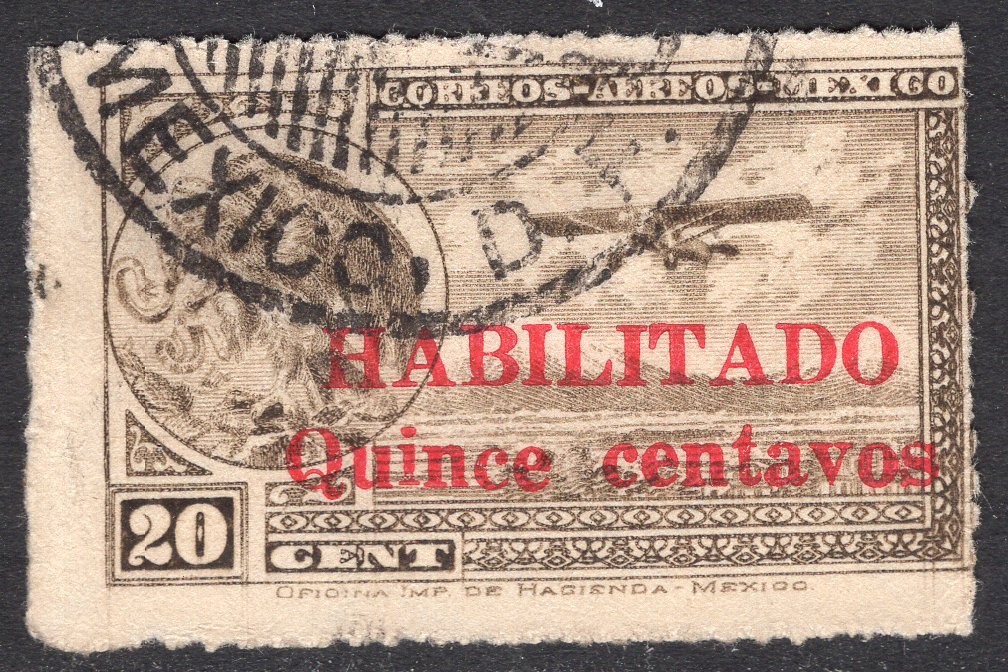 CORREOS-AEREOS-MEXICO
MEXICO. D.
HABILITADO
Quince centavos
20
CENT
OFICINA IMP. DE HACIENDA-MEXICO.